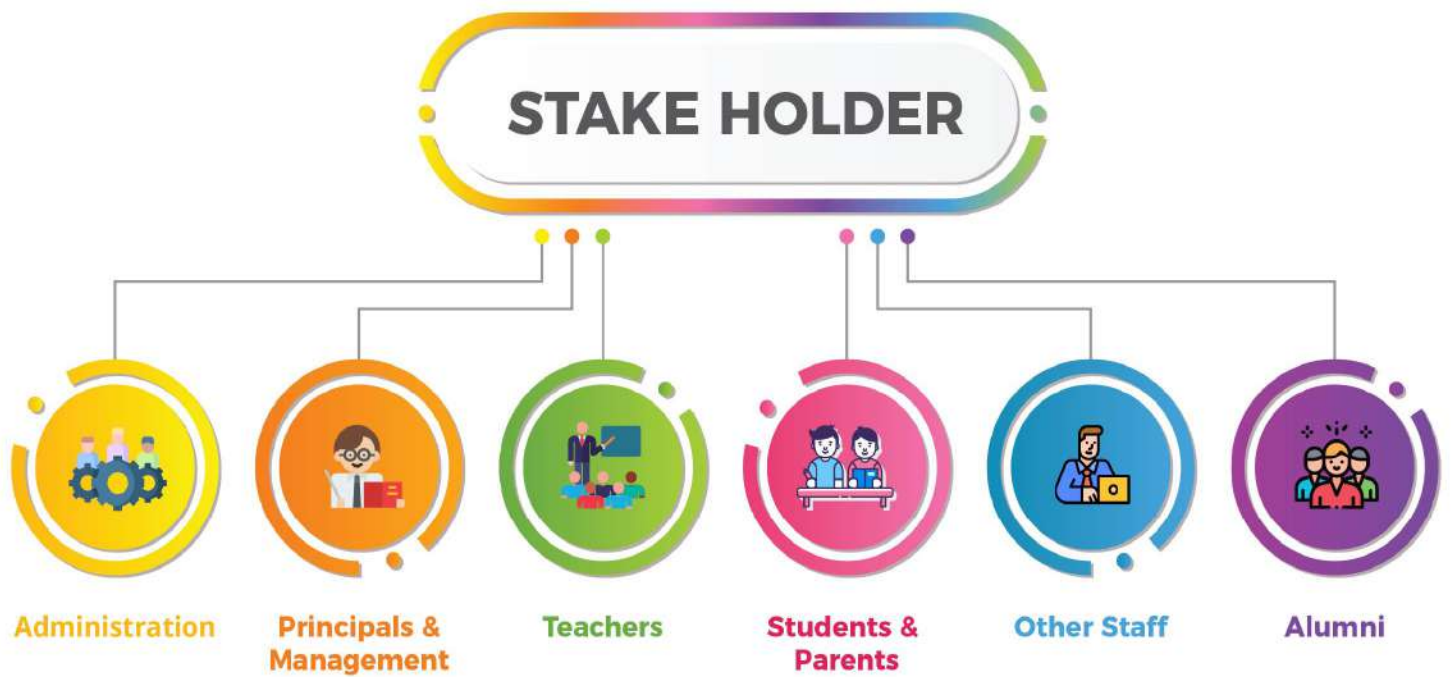 STAKE HOLDER
Administration
Principals &
Management
Teachers
Students &
Parents
Other Staff
Alumni